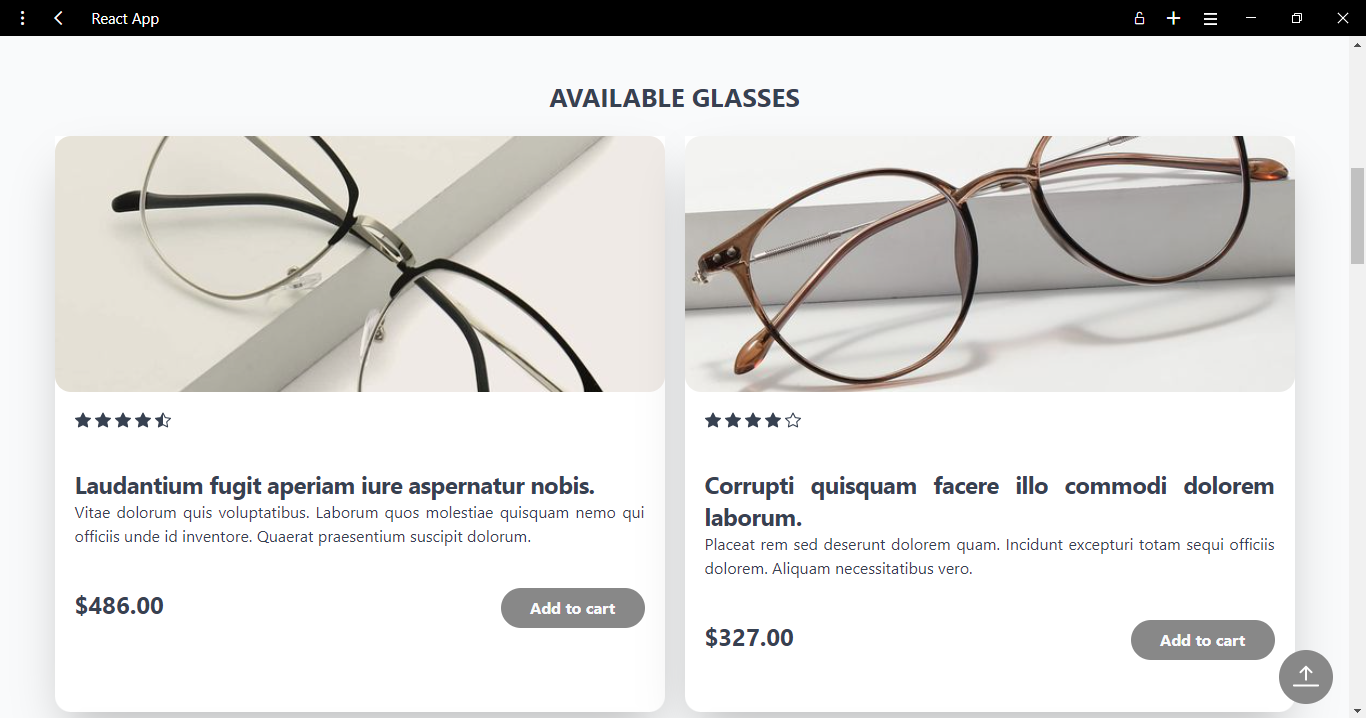 React App
AVAILABLE GLASSES
Laudantium fugit aperiam iure aspernatur nobis.
Vitae dolorum quis voluptatibus. Laborum quos molestiae quisquam nemo qui
officiis unde id inventore. Quaerat praesentium suscipit dolorum.
$486.00
Add to cart
Corrupti quisquam facere illo commodi dolorem
laborum.
Placeat rem sed deserunt dolorem quam. Incidunt excepturi totam sequi officiis
dolorem. Aliquam necessitatibus vero.
$327.00
Add to cart